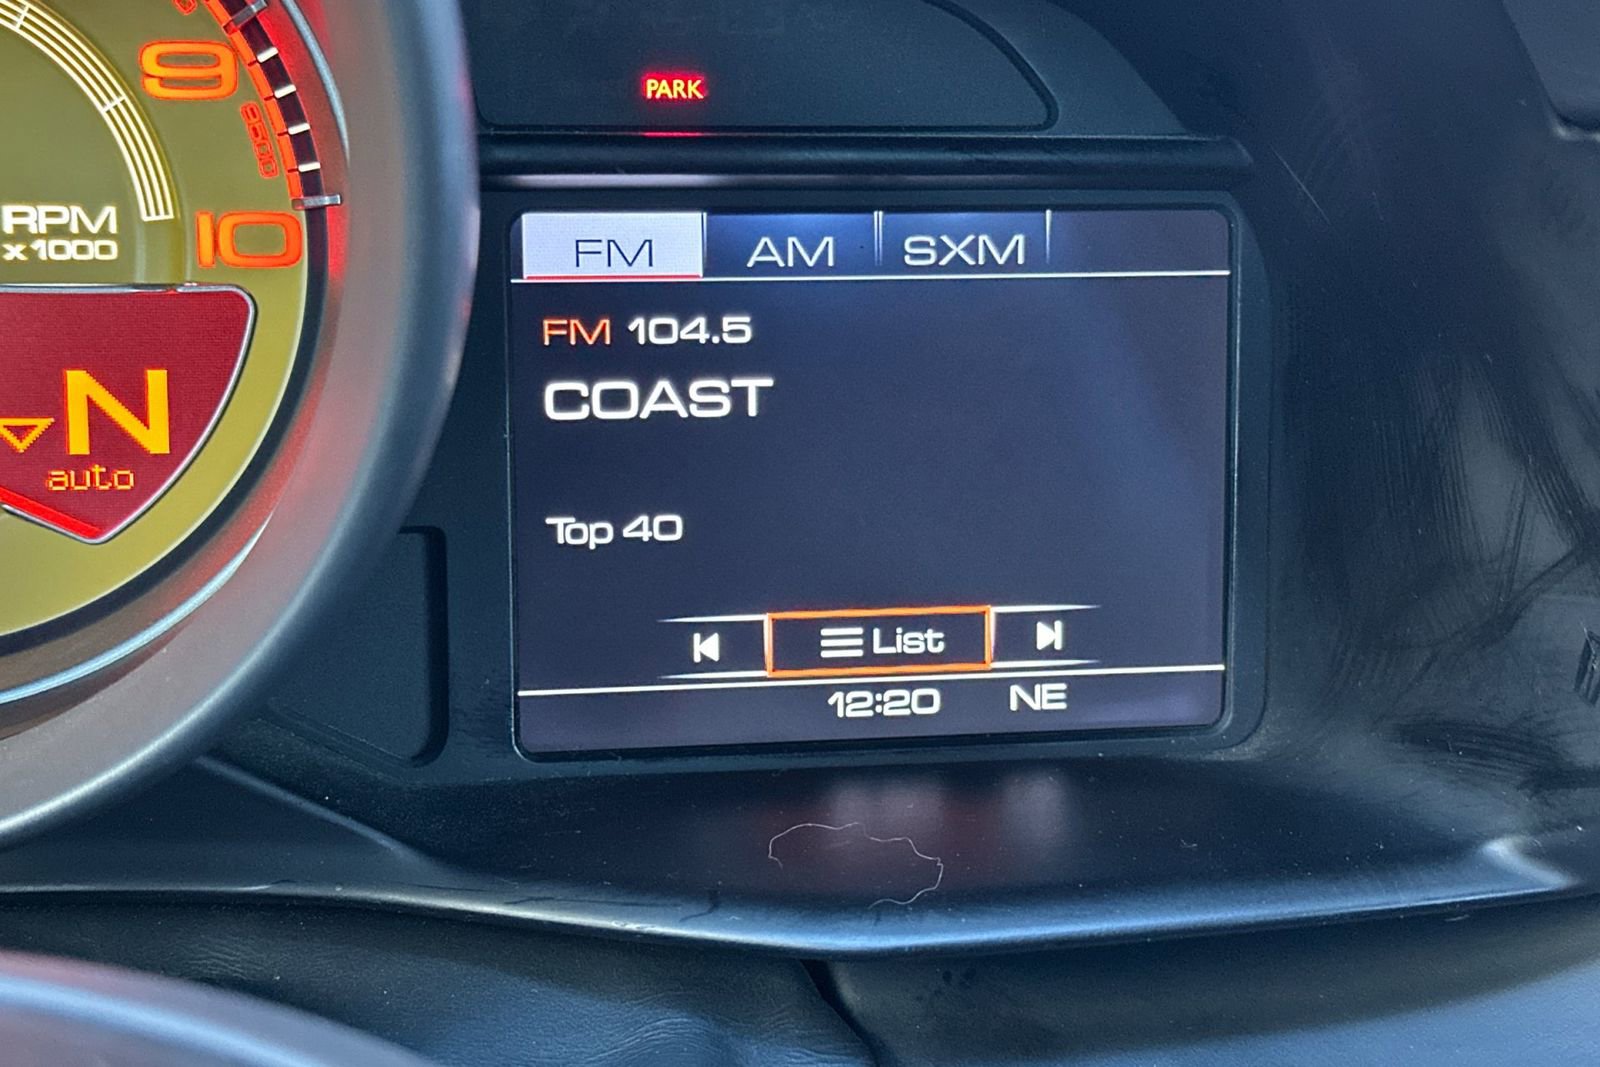 9
9500
10
RPM
x1000
N
auto
PARK
FM AM SXM
FM 104.5
COAST
Top 40
List
12:20 NE